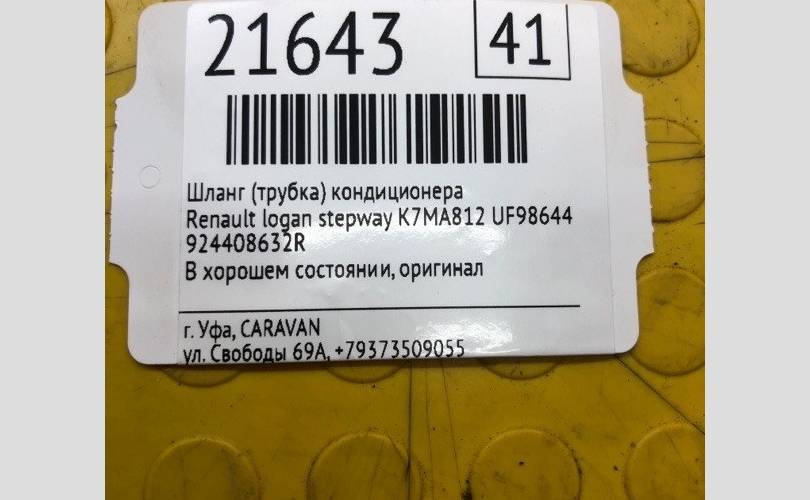 21643 41
Шланг (трубка) кондиционера
Renault logan stepway K7MA812 UF98644
924408632R
В хорошем состоянии, оригинал
г. Уфа, CARAVAN
ул. Свободы 69А, +79373509055